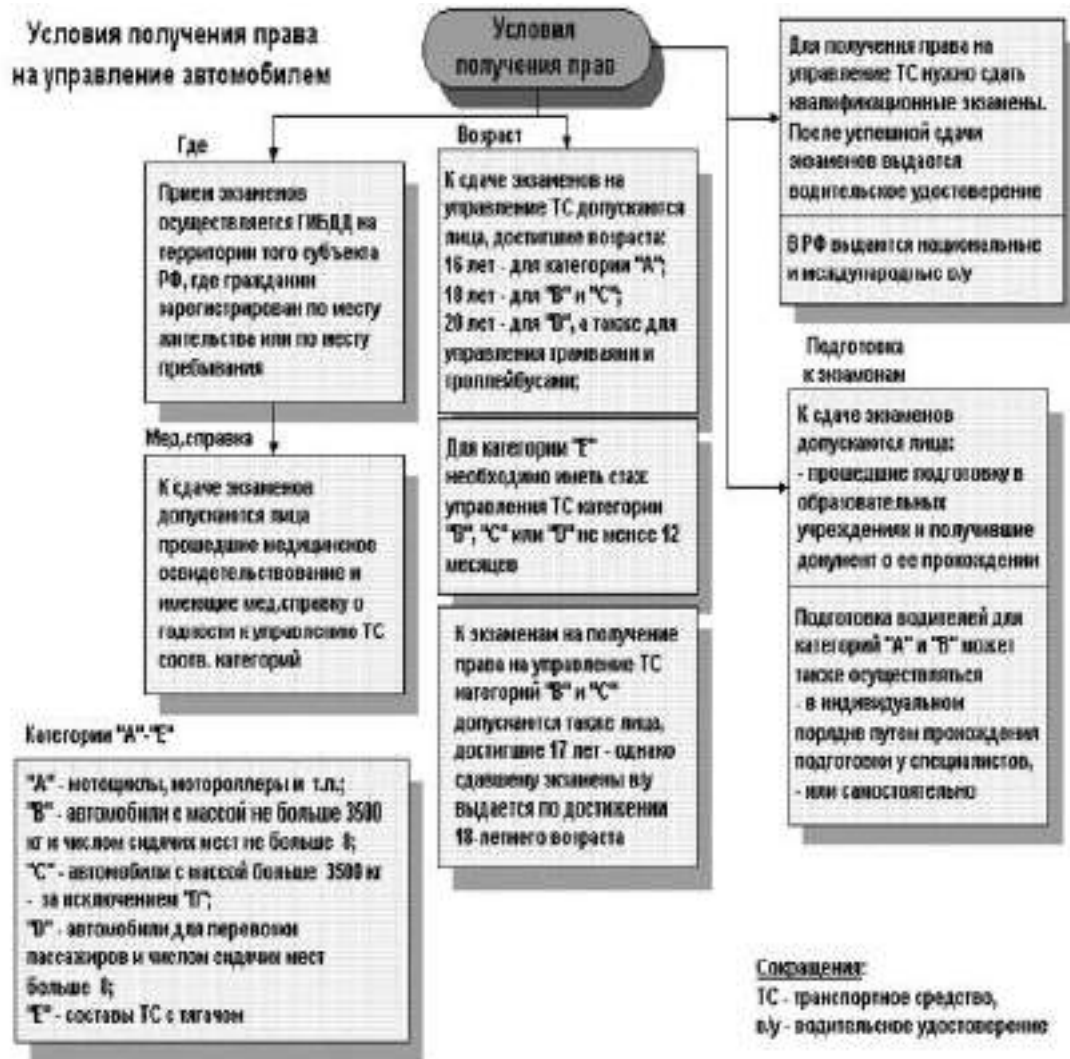 Условия получения права
на управление автомобилем
Условия
получения прав
Где
Прием экзаменов
осуществляется ГИБДД на
территории того субъекта
РФ, где гражданин
зарегистрирован по месту
жительства или по месту
пребывания
Мед.справка
К сдаче экзаменов
допускаются лица
прошедшие медицинское
освидетельствование и
имеющие мед.справку о
годности к управлению ТС
соотв. категорий
Категории "А"-"Е"
"А" - мотоциклы, мотороллеры и т.п.;
"В" - автомобили с массой не больше 3500
кг и числом сидячих мест не больше 8;
"С" - автомобили с массой больше 3500 кг
- за исключением "D";
"D" - автомобили для перевозки
пассажиров и числом сидячих мест
больше 8;
"Е" - составы ТС с тягачом
Возраст
К сдаче экзаменов на
управление ТС допускаются
лица, достигшие возраста:
16 лет - для категории "А";
18 лет - для "В" и "С";
20 лет - для "D", а также для
управления трамваями и
троллейбусами;
Для категории "Е"
необходимо иметь стаж
управления ТС категории
"В", "С" или "D" не менее 12
месяцев
К экзаменам на получение
права на управление ТС
категорий "В" и "С"
допускаются также лица,
достигшие 17 лет - однако
сдавшему экзамены в/у
выдается по достижении
18-летнего возраста
Для получения права на
управление ТС нужно сдать
квалификационные экзамены.
После успешной сдачи
экзаменов выдается
водительское удостоверение
В РФ выдаются национальные
и международные в/у
Подготовка
к экзаменам
К сдаче экзаменов
допускаются лица:
- прошедшие подготовку в
образовательных
учреждениях и получившие
документ о ее прохождении
Подготовка водителей для
категорий "А" и "В" может
также осуществляться
- в индивидуальном
порядке путем прохождения
подготовки у специалистов,
- или самостоятельно
Сокращения:
ТС - транспортное средство,
в/у - водительское удостоверение